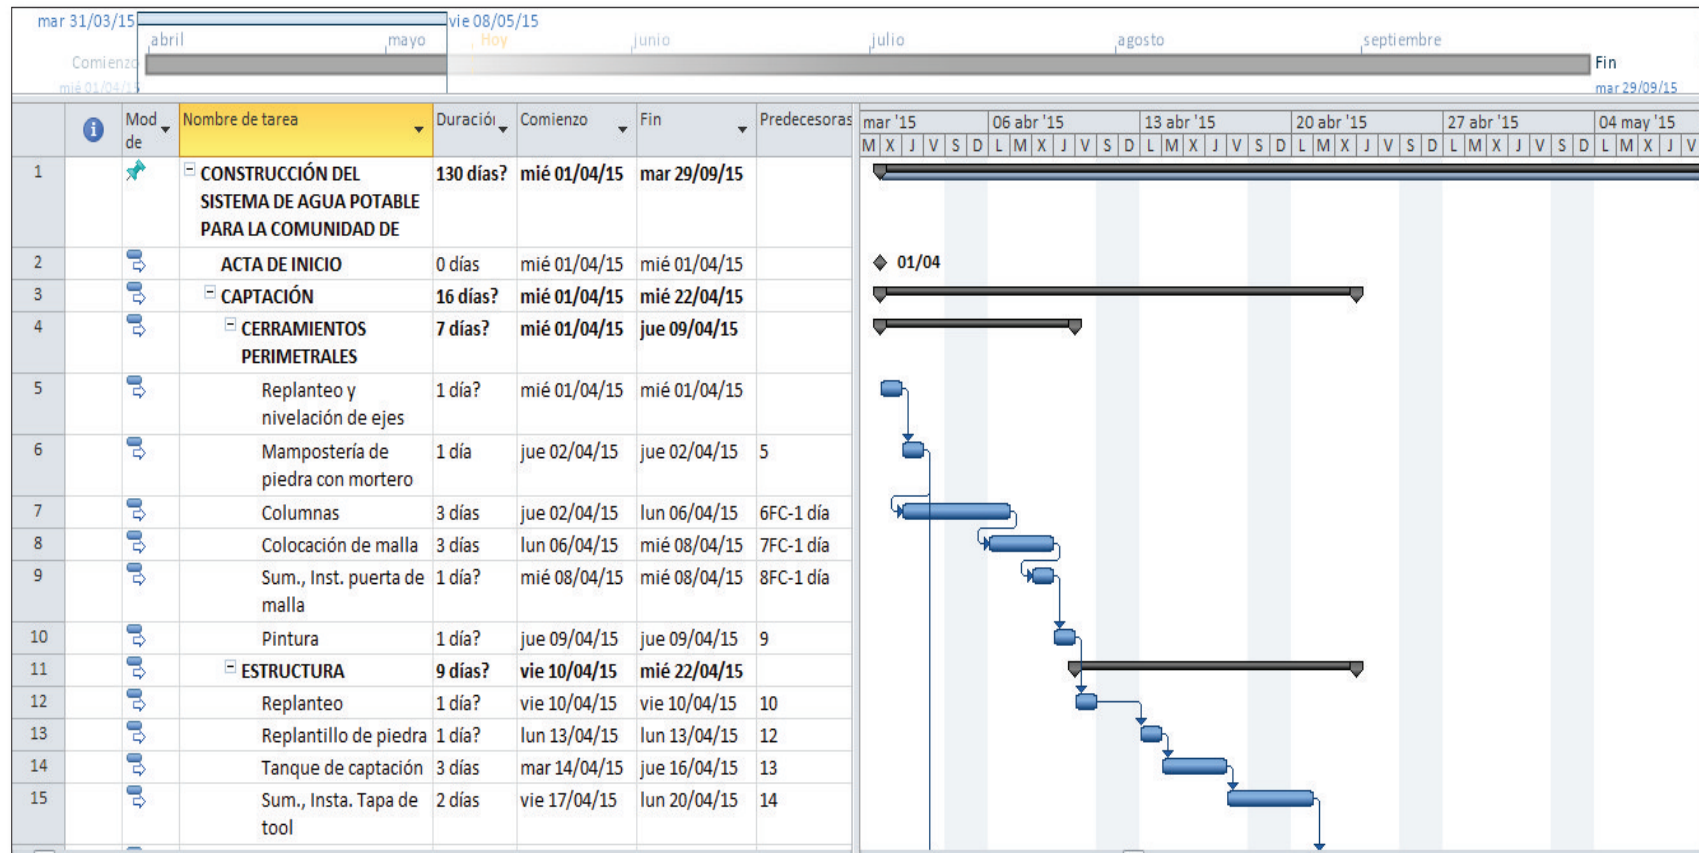 mar 31/03/15
vie 08/05/15
abril mayo Hoy junio julio agosto septiembre
Comienzo
mié 01/04/15
Fin
mar 29/09/15
Mod de Nombre de tarea Duración Comienzo Fin Predecesoras
mar '15 06 abr '15 13 abr '15 20 abr '15 27 abr '15 04 may '15
M X J V S D L M X J V S D L M X J V S D L M X J V S D L M X J V S D L M X J V
1 CONSTRUCCIÓN DEL 130 días? mié 01/04/15 mar 29/09/15
SISTEMA DE AGUA POTABLE
PARA LA COMUNIDAD DE
2 ACTA DE INICIO 0 días mié 01/04/15 mié 01/04/15 01/04
3 CAPTACIÓN 16 días? mié 01/04/15 mié 22/04/15
4 CERRAMIENTOS 7 días? mié 01/04/15 jue 09/04/15
PERIMETRALES
5 Replanteo y 1 día? mié 01/04/15 mié 01/04/15
nivelación de ejes
6 Mampostería de 1 día jue 02/04/15 jue 02/04/15 5
piedra con mortero
7 Columnas 3 días jue 02/04/15 lun 06/04/15 6FC-1 día
8 Colocación de malla 3 días lun 06/04/15 mié 08/04/15 7FC-1 día
9 Sum., Inst. puerta de 1 día? mié 08/04/15 mié 08/04/15 8FC-1 día
malla
10 Pintura 1 día? jue 09/04/15 jue 09/04/15 9
11 ESTRUCTURA 9 días? vie 10/04/15 mié 22/04/15
12 Replanteo 1 día? vie 10/04/15 vie 10/04/15 10
13 Replantillo de piedra 1 día? lun 13/04/15 lun 13/04/15 12
14 Tanque de captación 3 días mar 14/04/15 jue 16/04/15 13
15 Sum., Insta. Tapa de 2 días vie 17/04/15 lun 20/04/15 14
tool